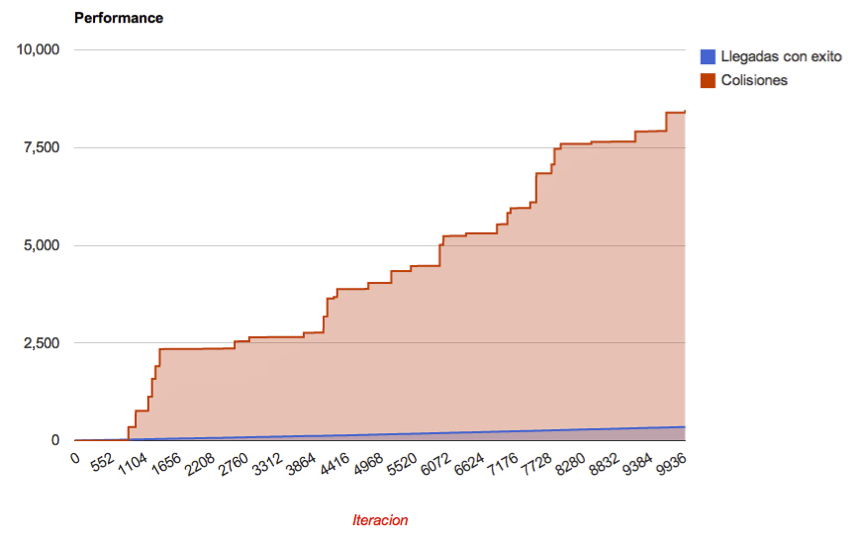 Performance
10,000
7,500
5,000
2,500
0
Llegadas con exito
Colisiones
0 552 1104 1656 2208 2760 3312 3864 4416 4968 5520 6072 6624 7176 7728 8280 8832 9384 9936
Iteracion